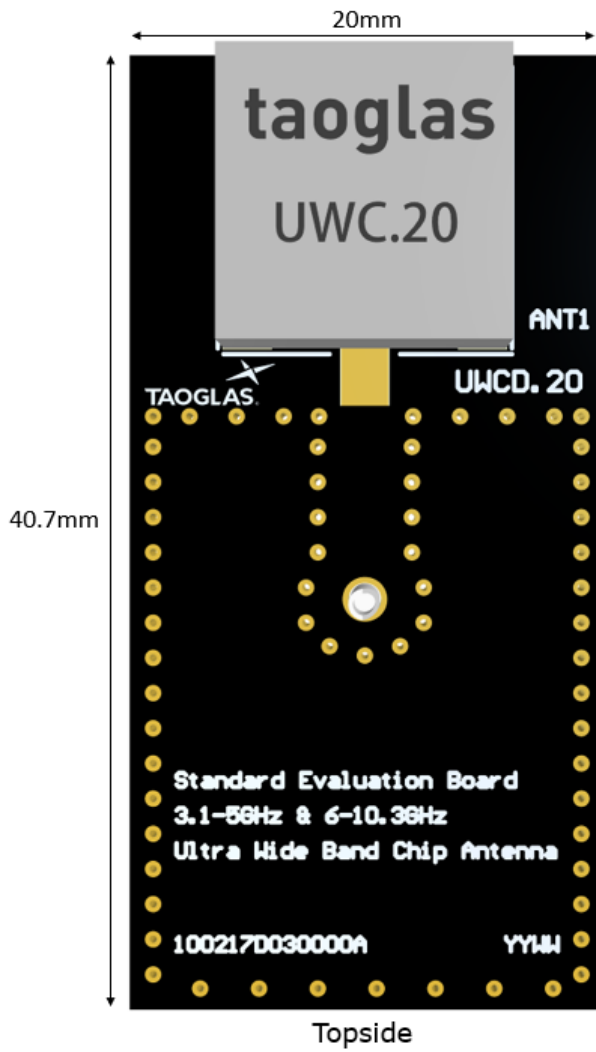 20mm
taoglas
UWC.20
ANT1
UWCD.20
TAOGLAS.
40.7mm
Standard Evaluation Board
3.1-5GHz & 6-10.3GHz
Ultra Wide Band Chip Antenna
100217D030000A YYWW
Topside